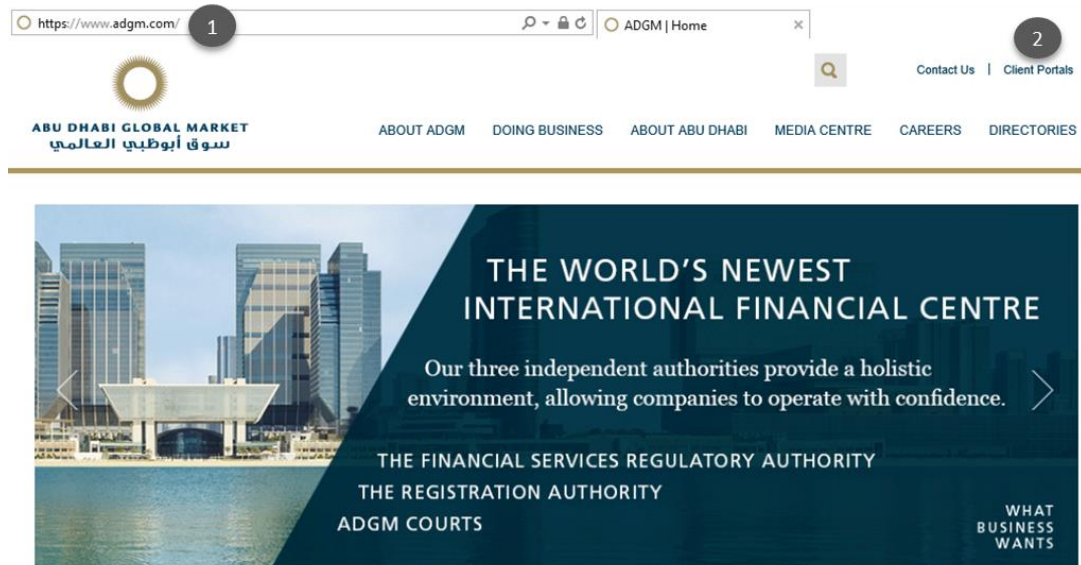 https://www.adgm.com/
1
ADGM | Home
2
Contact Us | Client Portals
ABU DHABI GLOBAL MARKET
سوق أبوظبي العالمي
ABOUT ADGM DOING BUSINESS ABOUT ABU DHABI MEDIA CENTRE CAREERS DIRECTORIES
THE WORLD'S NEWEST
INTERNATIONAL FINANCIAL CENTRE
Our three independent authorities provide a holistic
environment, allowing companies to operate with confidence.
THE FINANCIAL SERVICES REGULATORY AUTHORITY
THE REGISTRATION AUTHORITY
ADGM COURTS
WHAT
BUSINESS
WANTS